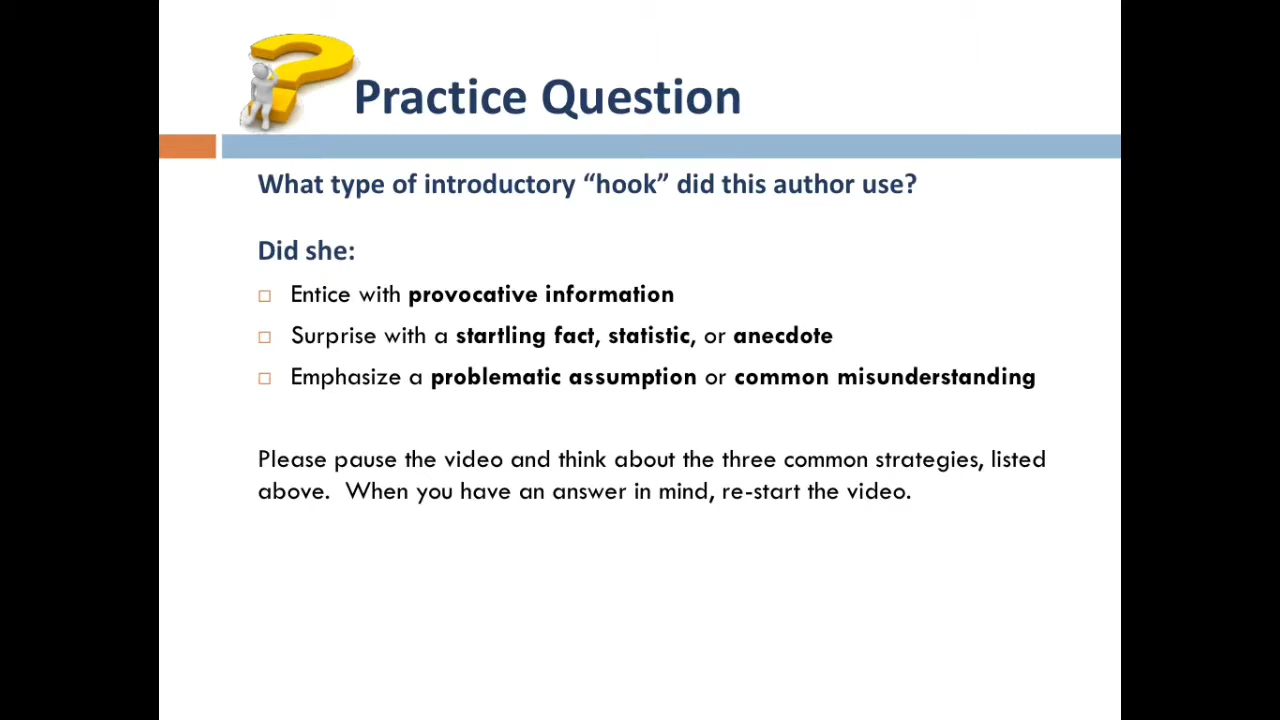 Practice Question
What type of introductory “hook” did this author use?
Did she:
Entice with provocative information
Surprise with a startling fact, statistic, or anecdote
Emphasize a problematic assumption or common misunderstanding
Please pause the video and think about the three common strategies, listed
above.  When you have an answer in mind, re-start the video.